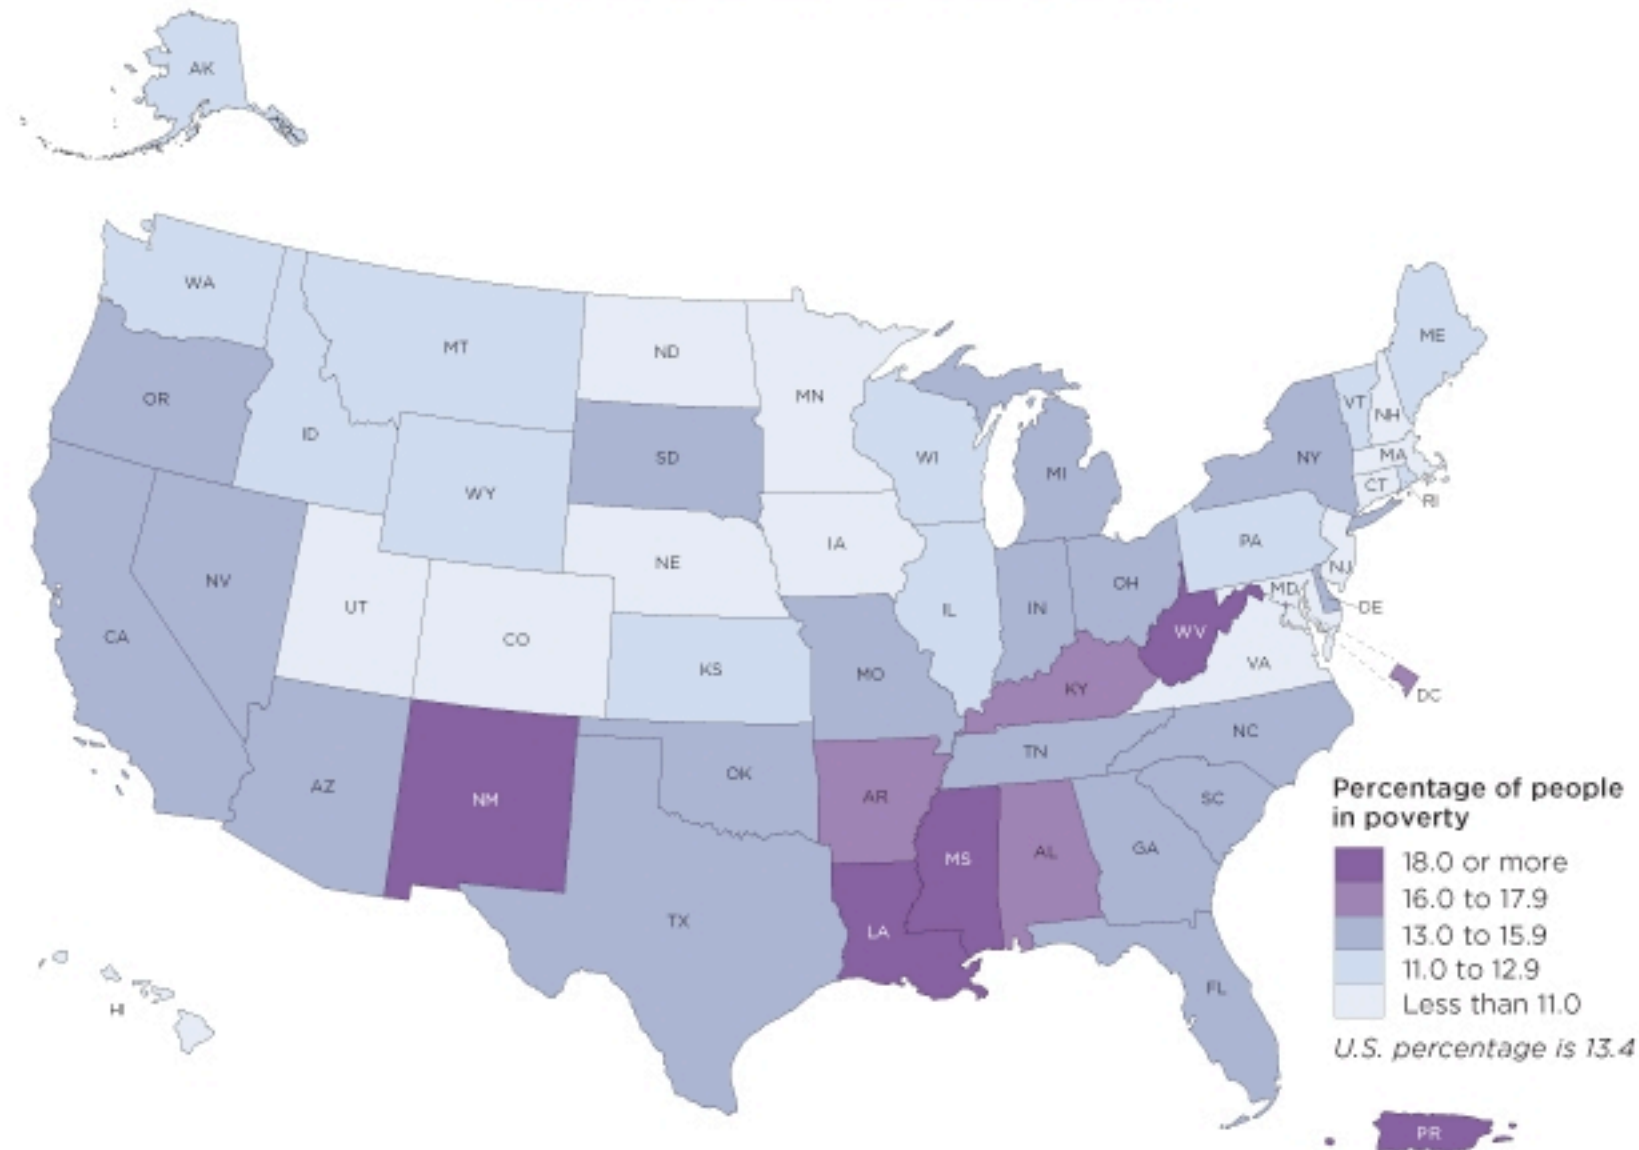 AK
WA
MT
ND
MN
ME
OR
ID
SD
WI
MI
VT
NH
NY
MA
CT
RI
WY
IA
NE
PA
NJ
NV
UT
CO
IL
IN
OH
MD
DE
CA
KS
MO
WV
VA
KY
DC
AZ
NM
OK
AR
TN
NC
SC
MS
AL
GA
TX
LA
FL
HI
Percentage of people
in poverty
18.0 or more
16.0 to 17.9
13.0 to 15.9
11.0 to 12.9
Less than 11.0
U.S. percentage is 13.4
PR